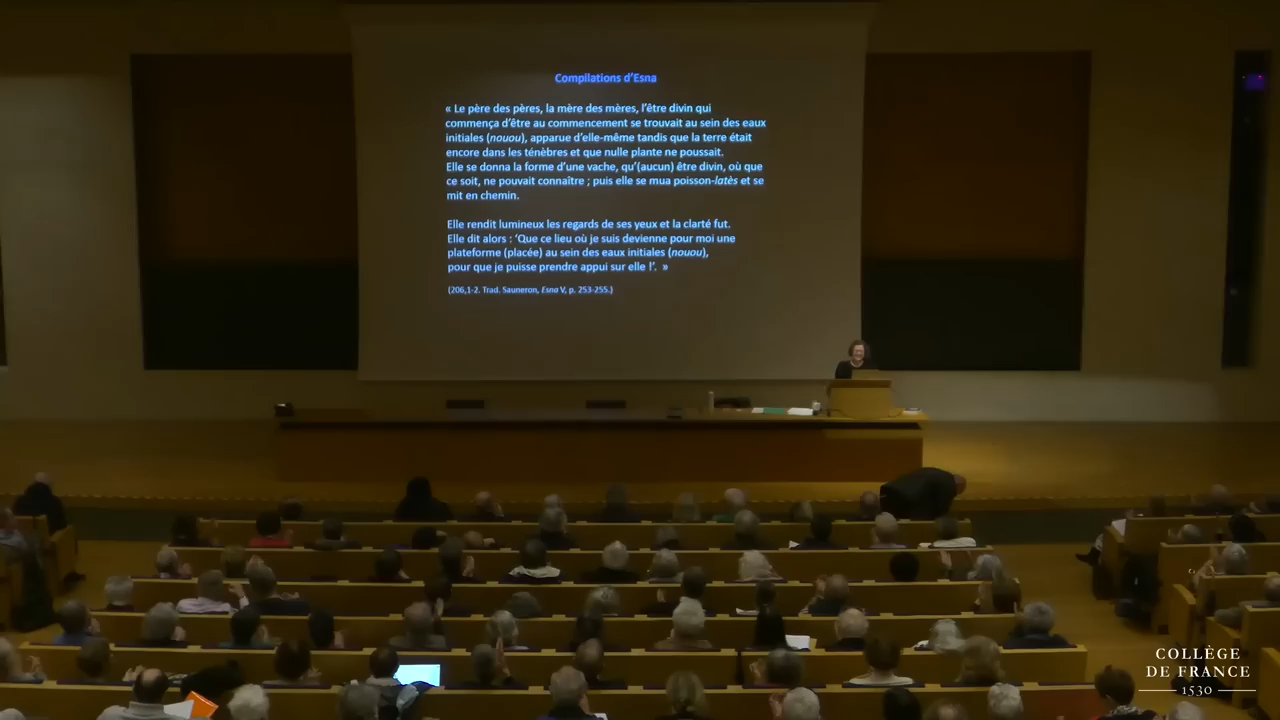 Compilations d'Esna
« Le père des pères, la mère des mères, l'être divin qui
commença d'être au commencement se trouvait au sein des eaux
initiales (nouou), apparue d'elle-même tandis que la terre était
encore dans les ténèbres et que nulle plante ne poussait.
Elle se donna la forme d'une vache, qu'(aucun) être divin, où que
ce soit, ne pouvait connaître ; puis elle se mua poisson-latès et se
mit en chemin.
Elle rendit lumineux les regards de ses yeux et la clarté fut.
Elle dit alors : 'Que ce lieu où je suis devienne pour moi une
plateforme (placée) au sein des eaux initiales (nouou),
pour que je puisse prendre appui sur elle !'. »
(206,1-2. Trad. Sauneron, Esna V, p. 253-255.)
COLLÈGE
DE FRANCE
1530